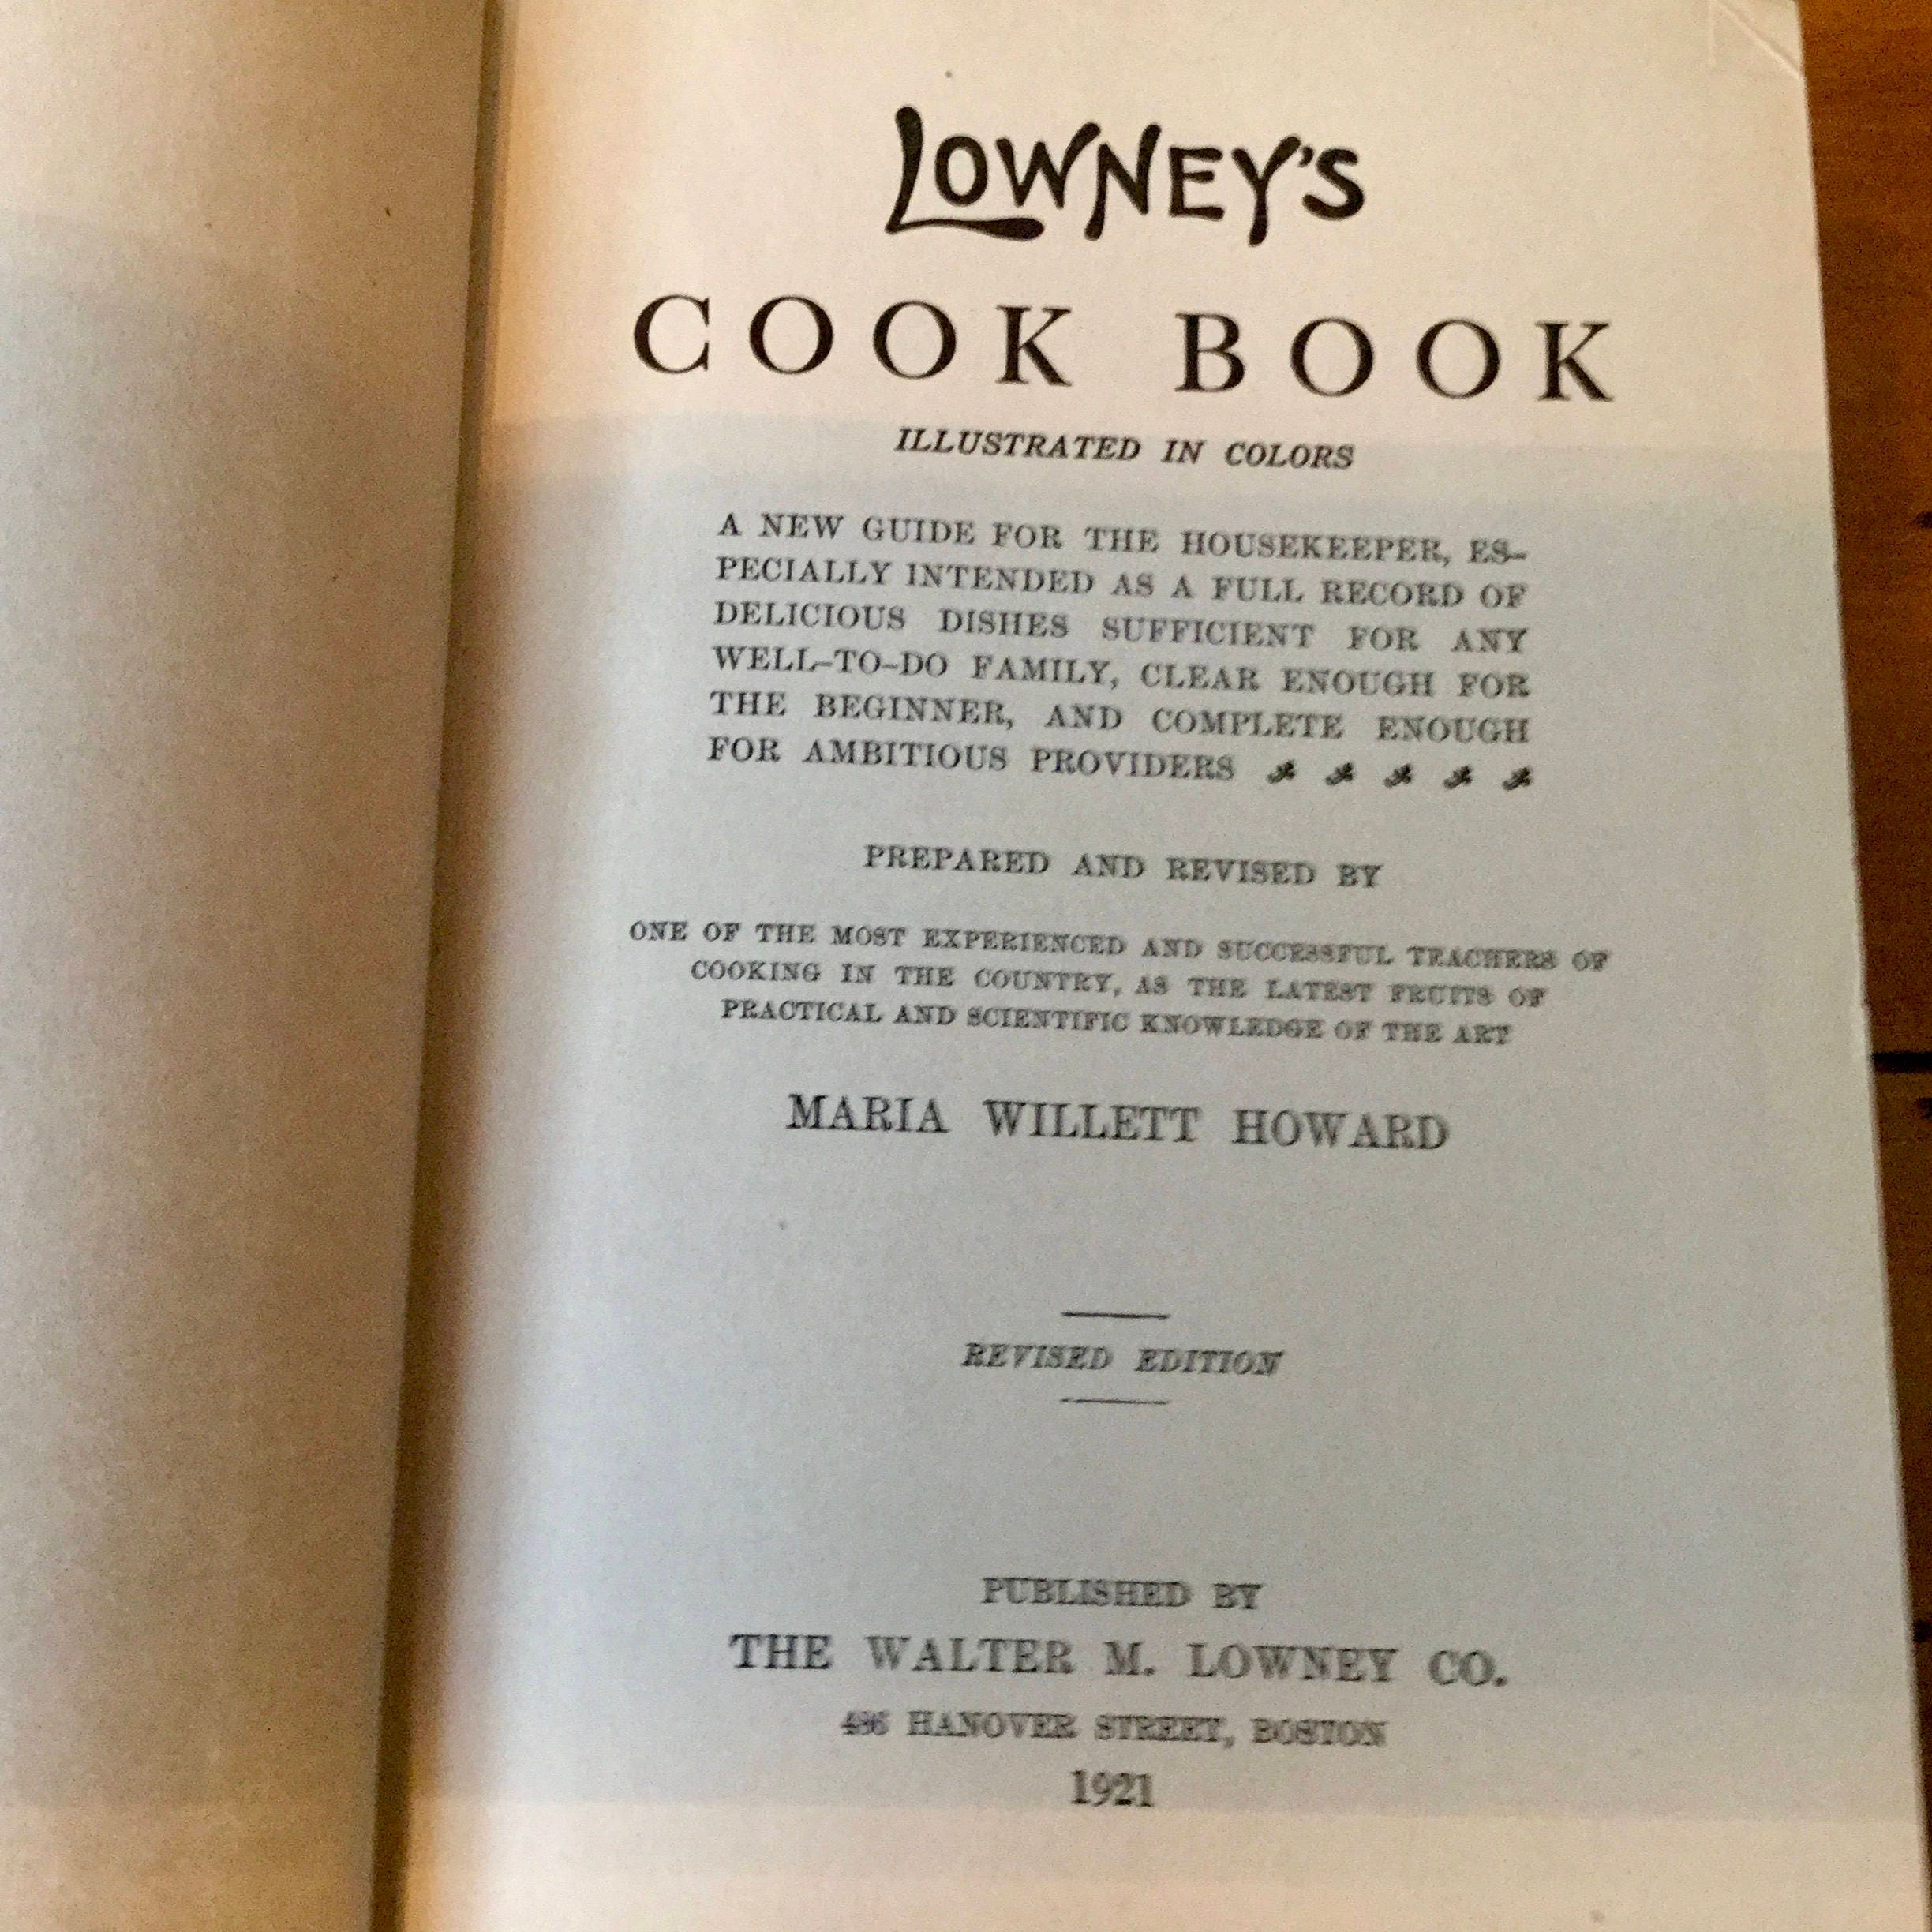 LOWNEY'S
COOK BOOK
ILLUSTRATED IN COLORS
A NEW GUIDE FOR THE HOUSEKEEPER, ES-
PECIALLY INTENDED AS A FULL RECORD OF
DELICIOUS DISHES SUFFICIENT FOR ANY
WELL-TO-DO FAMILY, CLEAR ENOUGH FOR
THE BEGINNER, AND COMPLETE ENOUGH
FOR AMBITIOUS PROVIDERS
PREPARED AND REVISED BY
ONE OF THE MOST EXPERIENCED AND SUCCESSFUL TEACHERS OF
COOKING IN THE COUNTRY, AS THE LATEST FRUITS OF
PRACTICAL AND SCIENTIFIC KNOWLEDGE OF THE ART
MARIA WILLETT HOWARD
REVISED EDITION
PUBLISHED BY
THE WALTER M. LOWNEY CO.
486 HANOVER STREET, BOSTON
1921